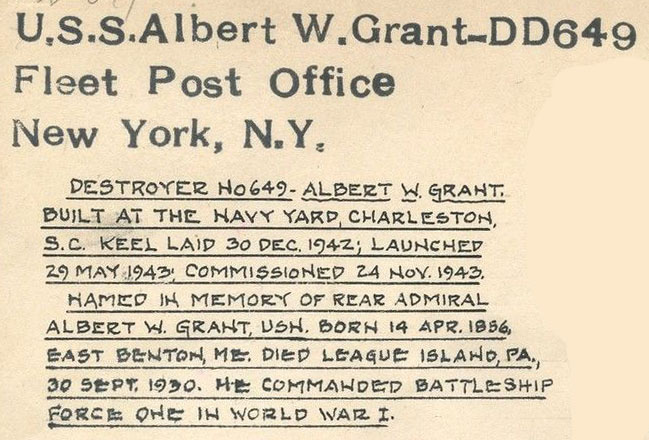 U.S.S.Albert W.Grant-DD649
Fleet Post Office
New York, N.Y.
DESTROYER NO649-ALBERT W. GRANT.
BUILT AT THE NAVY YARD, CHARLESTON,
S.C. KEEL LAID 30 DEC. 1942; LAUNCHED
29 MAY 1943; COMMISSIONED 24 NOV. 1943.
NAMED IN MEMORY OF REAR ADMIRAL
ALBERT W. GRANT, USN. BORN 14 APR. 1856,
EAST BENTON, ME. DIED LEAGUE ISLAND, PA.,
30 SEPT. 1930. HE COMMANDED BATTLESHIP
FORCE ONE IN WORLD WAR I.